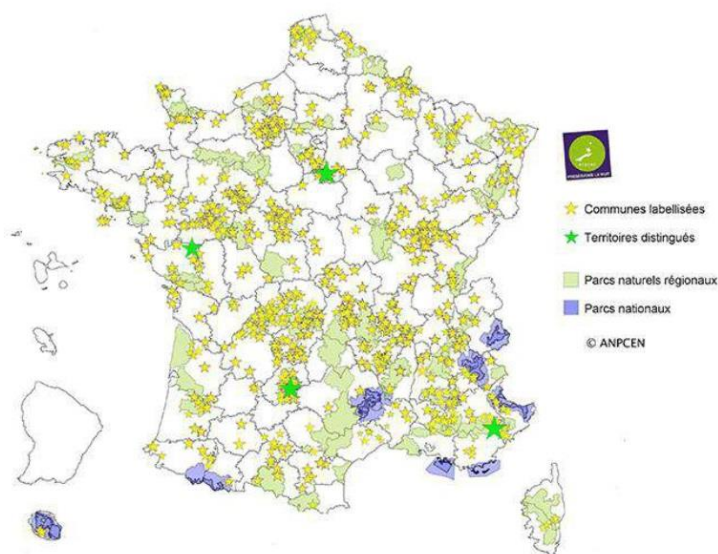 Communes labellisées
Territoires distingués
Parcs naturels régionaux
Parcs nationaux
© ANPCEN